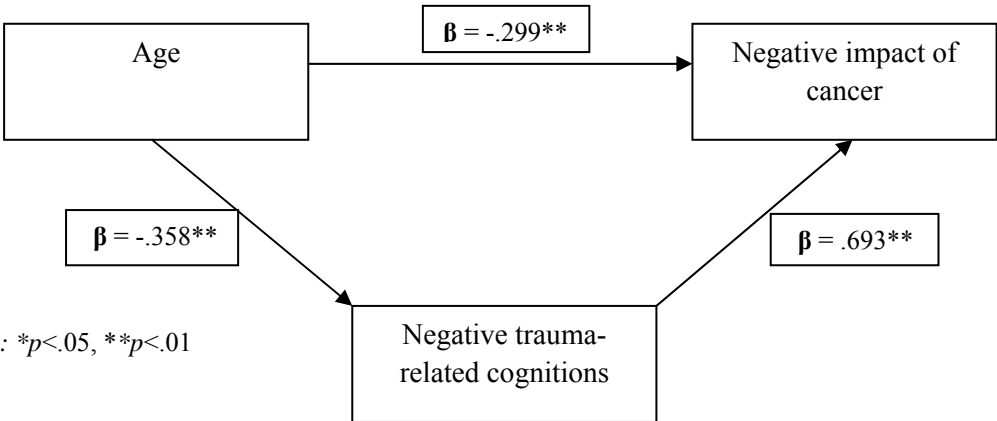 β = -.299**
Age
Negative impact of
cancer
β = -.358**
β = .693**
: *p<.05, **p<.01
Negative trauma-
related cognitions